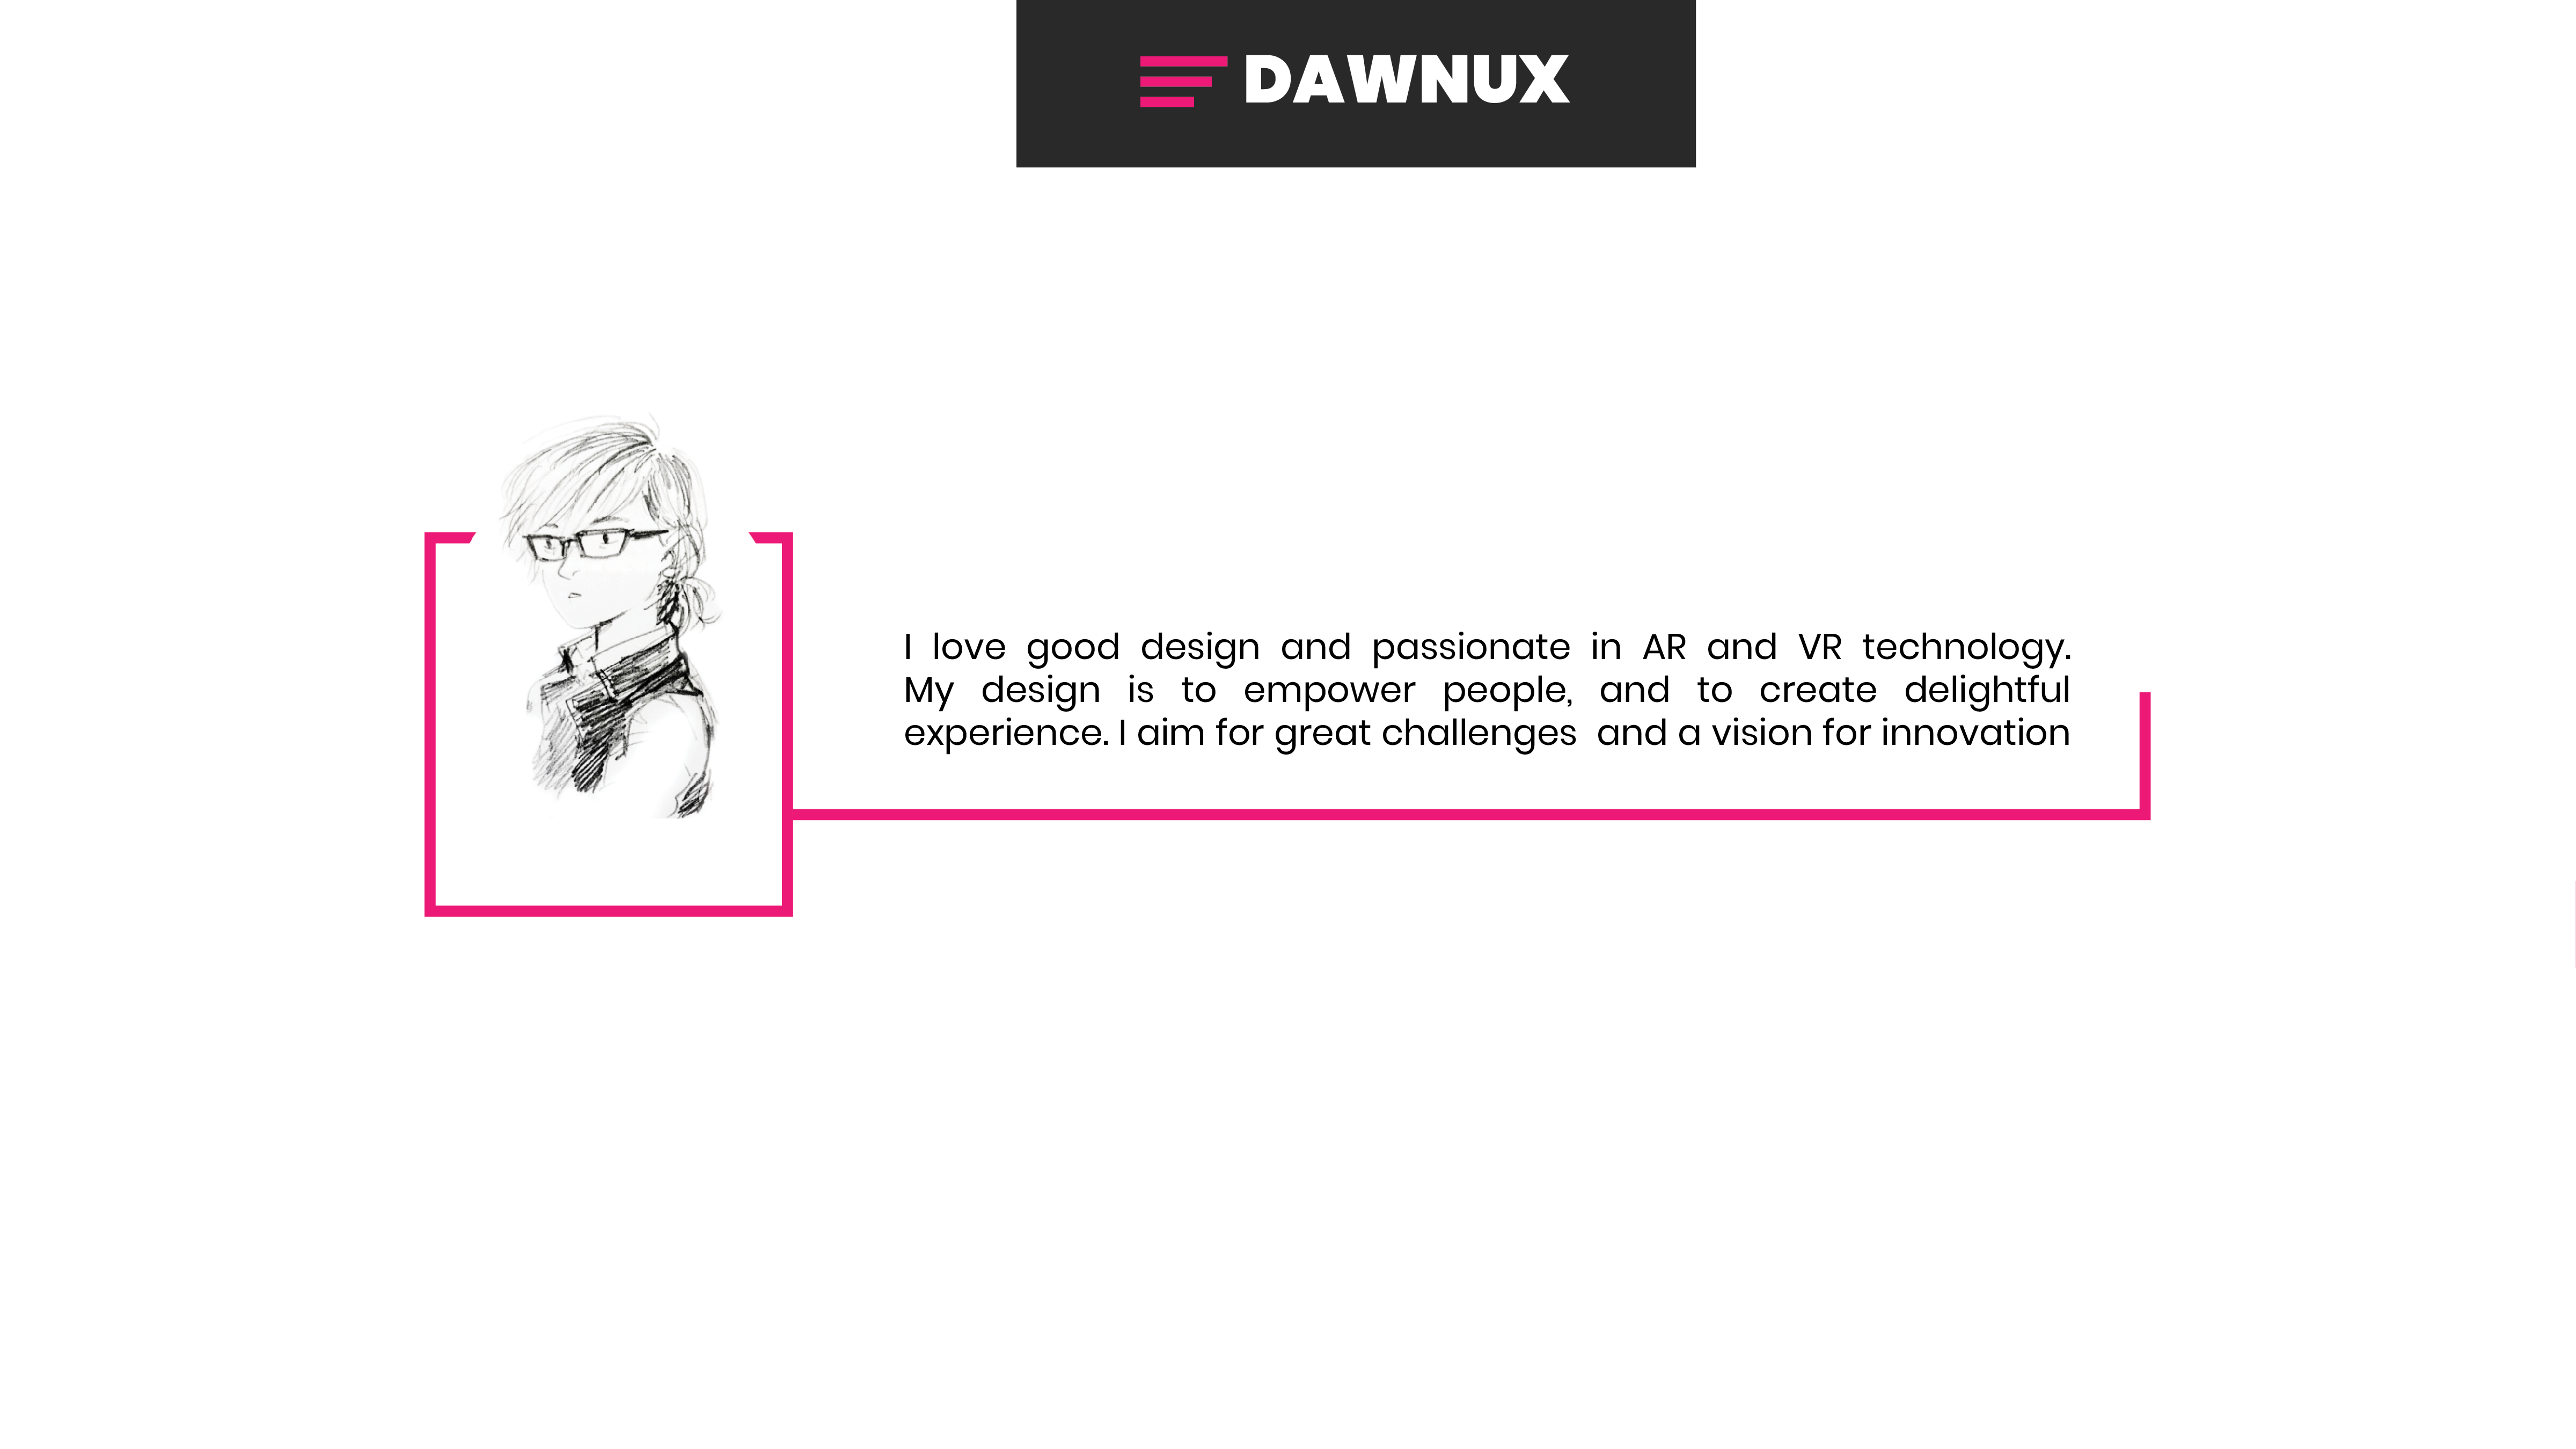 DAWNUX
I love good design and passionate in AR and VR technology.
My design is to empower people, and to create delightful
experience. I aim for great challenges  and a vision for innovation